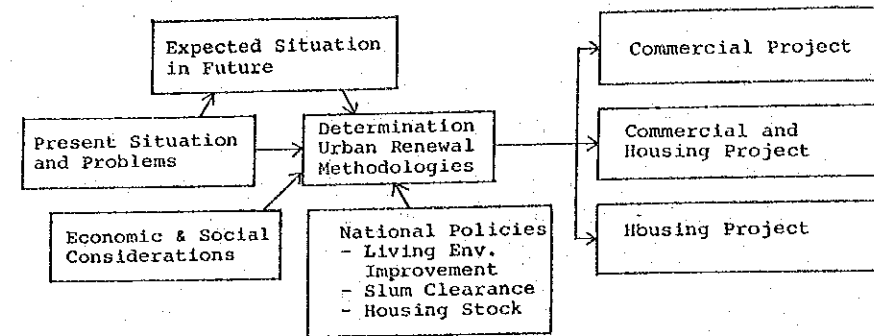 Expected Situation
in Future
Present Situation
and Problems
Economic & Social
Considerations
Determination
Urban Renewal
Methodologies
National Policies
- Living Env.
Improvement
- Slum Clearance
- Housing Stock
Commercial Project
Commercial and
Housing Project
Housing Project